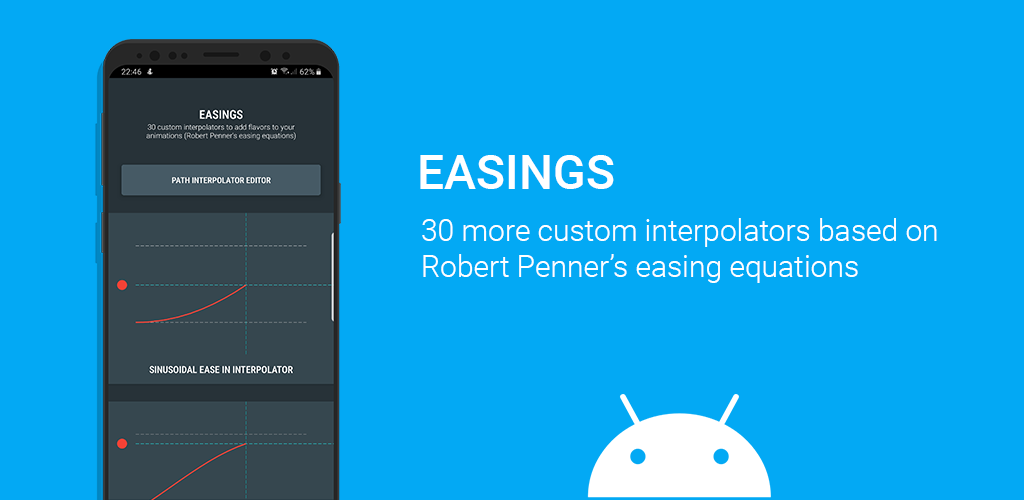 22:46
62%
EASINGS
30 custom interpolators to add flavors to your
animations (Robert Penner's easing equations)
PATH INTERPOLATOR EDITOR
SINUSOIDAL EASE IN INTERPOLATOR
EASINGS
30 more custom interpolators based on
Robert Penner’s easing equations